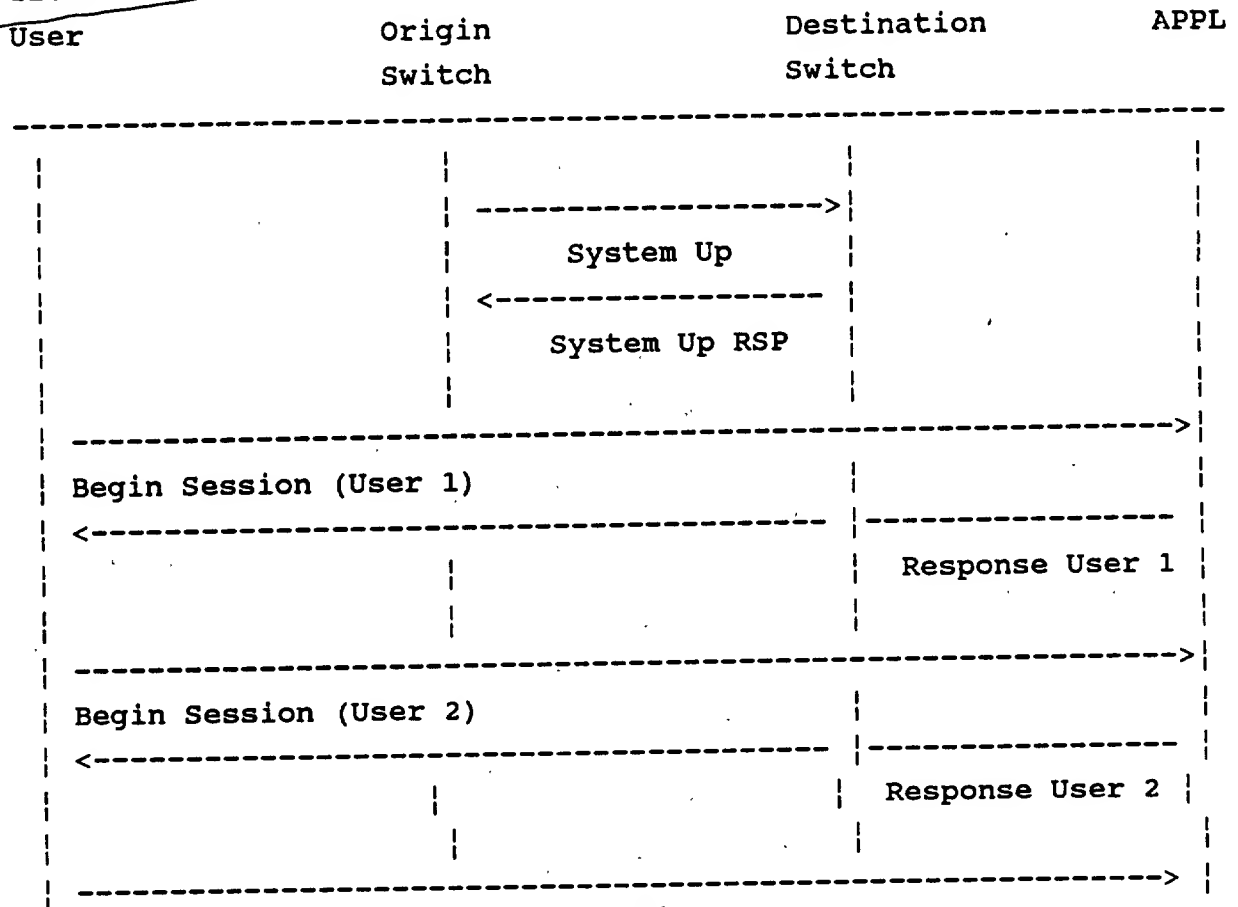 User Origin Destination APPL
Switch Switch
System Up
System Up RSP
Begin Session (User 1)
Response User 1
Begin Session (User 2)
Response User 2